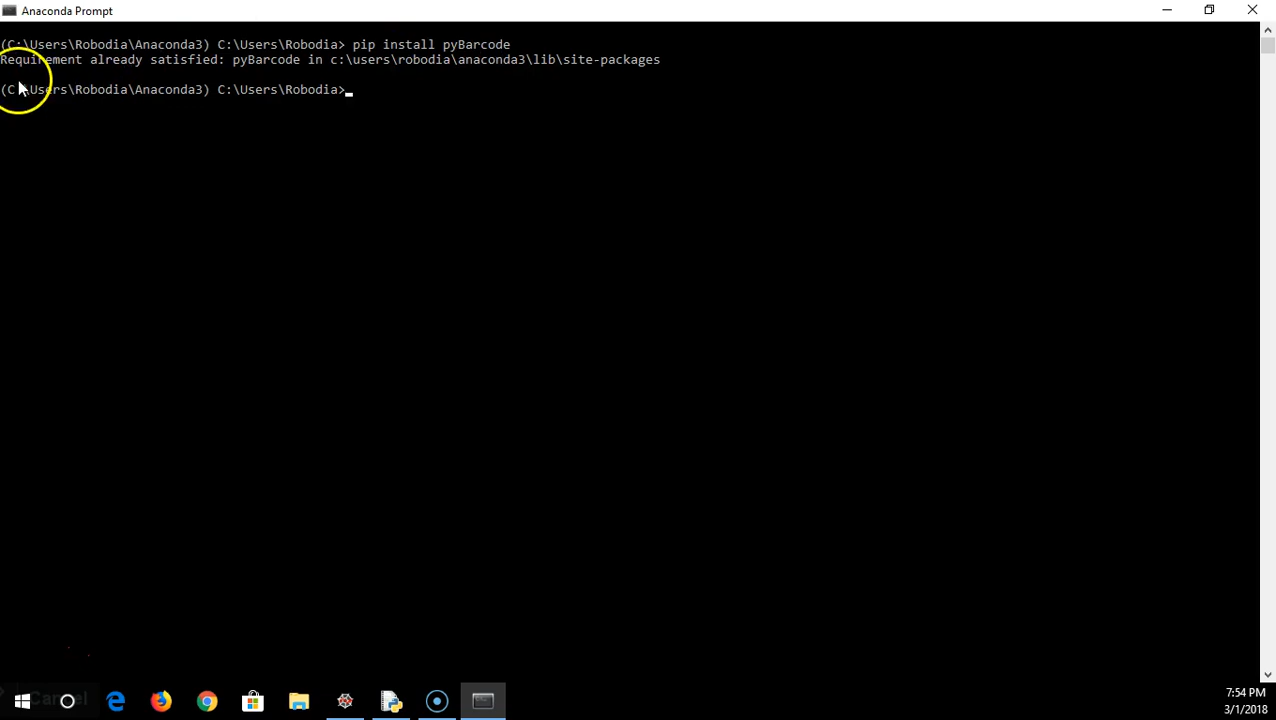 Anaconda Prompt
(C:\Users\Robodia\Anaconda3) C:\Users\Robodia> pip install pyBarcode
Requirement already satisfied: pyBarcode in c:\users\robodia\anaconda3\lib\site-packages
(C:\Users\Robodia\Anaconda3) C:\Users\Robodia>
Cancel
7:54 PM
3/1/2018